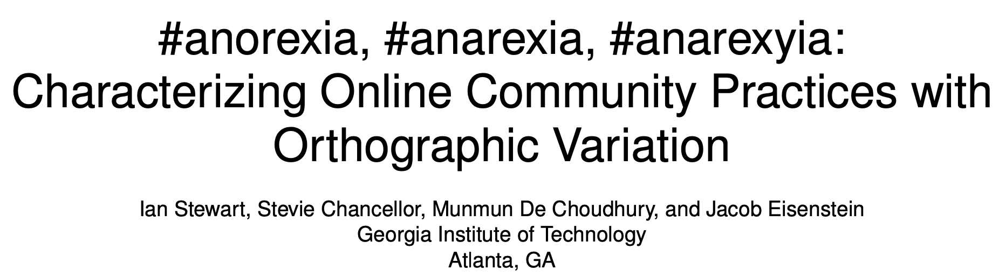 #anorexia, #anarexia, #anarexyia:
Characterizing Online Community Practices with
Orthographic Variation
Ian Stewart, Stevie Chancellor, Munmun De Choudhury, and Jacob Eisenstein
Georgia Institute of Technology
Atlanta, GA